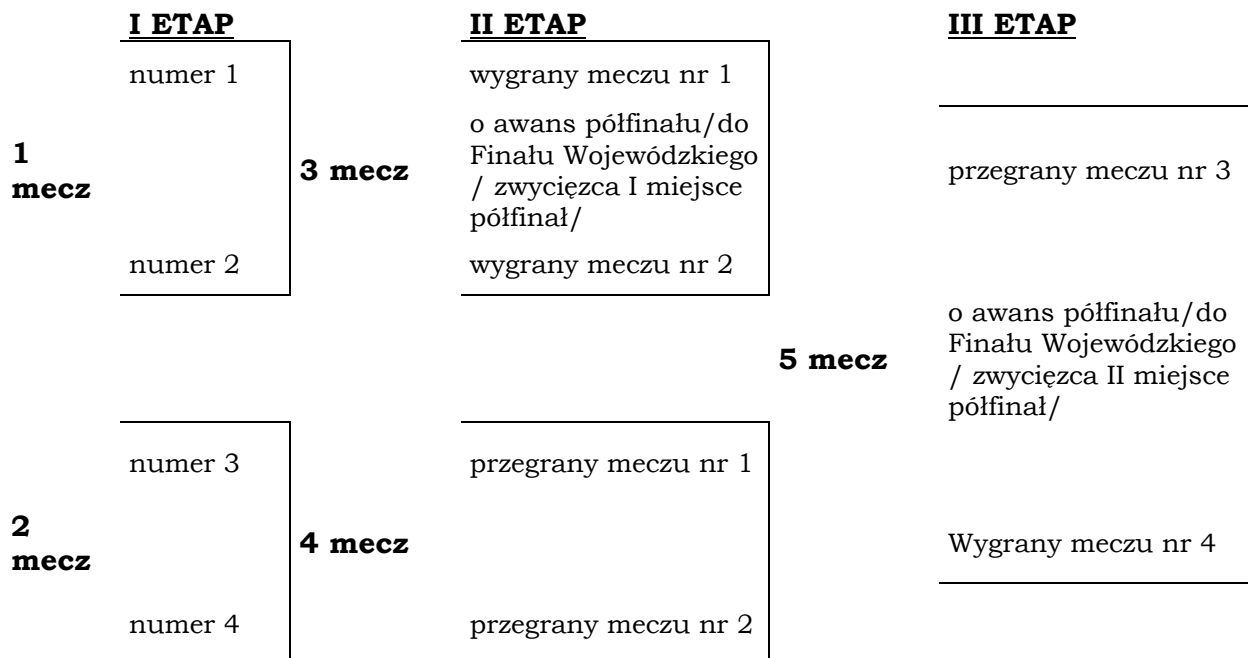 I ETAP
II ETAP
III ETAP
numer 1
wygrany meczu nr 1
1
mecz
3 mecz
o awans półfinału/do
Finału Wojewódzkiego
/ zwycięzca I miejsce
półfinał/
przegrany meczu nr 3
numer 2
wygrany meczu nr 2
5 mecz
o awans półfinału/do
Finału Wojewódzkiego
/ zwycięzca II miejsce
półfinał/
numer 3
przegrany meczu nr 1
2
mecz
4 mecz
Wygrany meczu nr 4
numer 4
przegrany meczu nr 2